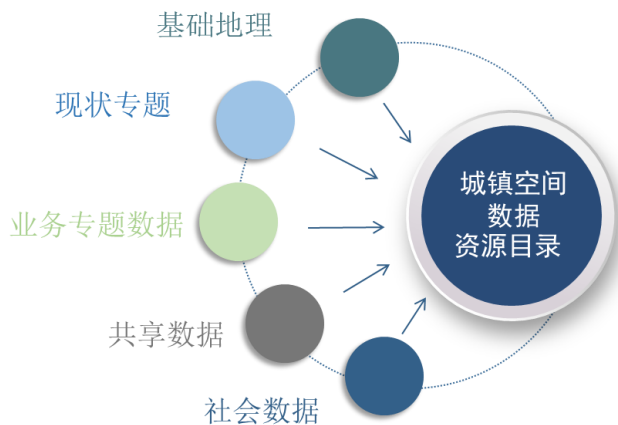 基础地理
现状专题
业务专题数据
共享数据
社会数据
城镇空间
数据
资源目录